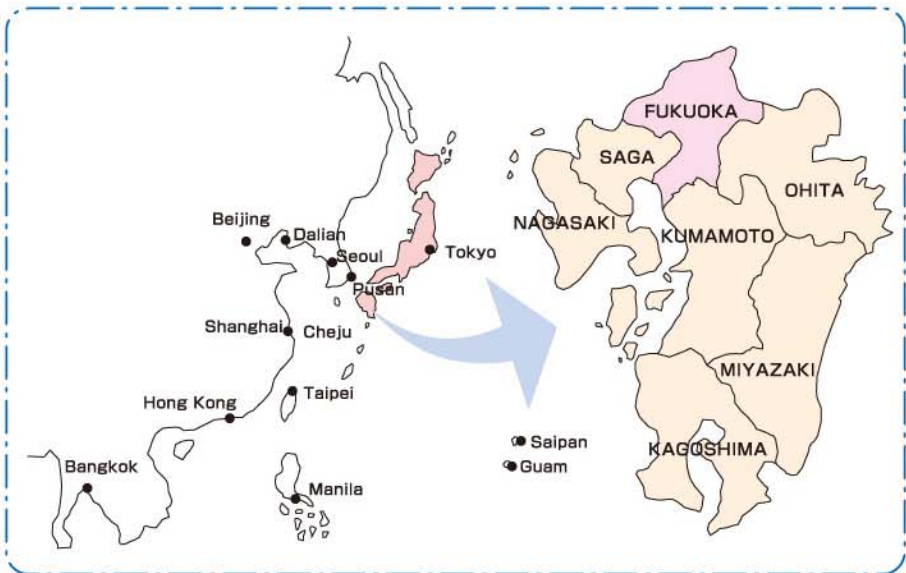 FUKUOKA
SAGA
OHITA
NAGASAKI
KUMAMOTO
MIYAZAKI
KAGOSHIMA
Beijing
Dalian
Seoul
Tokyo
Pusan
Shanghai
Cheju
Taipei
Hong Kong
Saipan
Guam
Bangkok
Manila